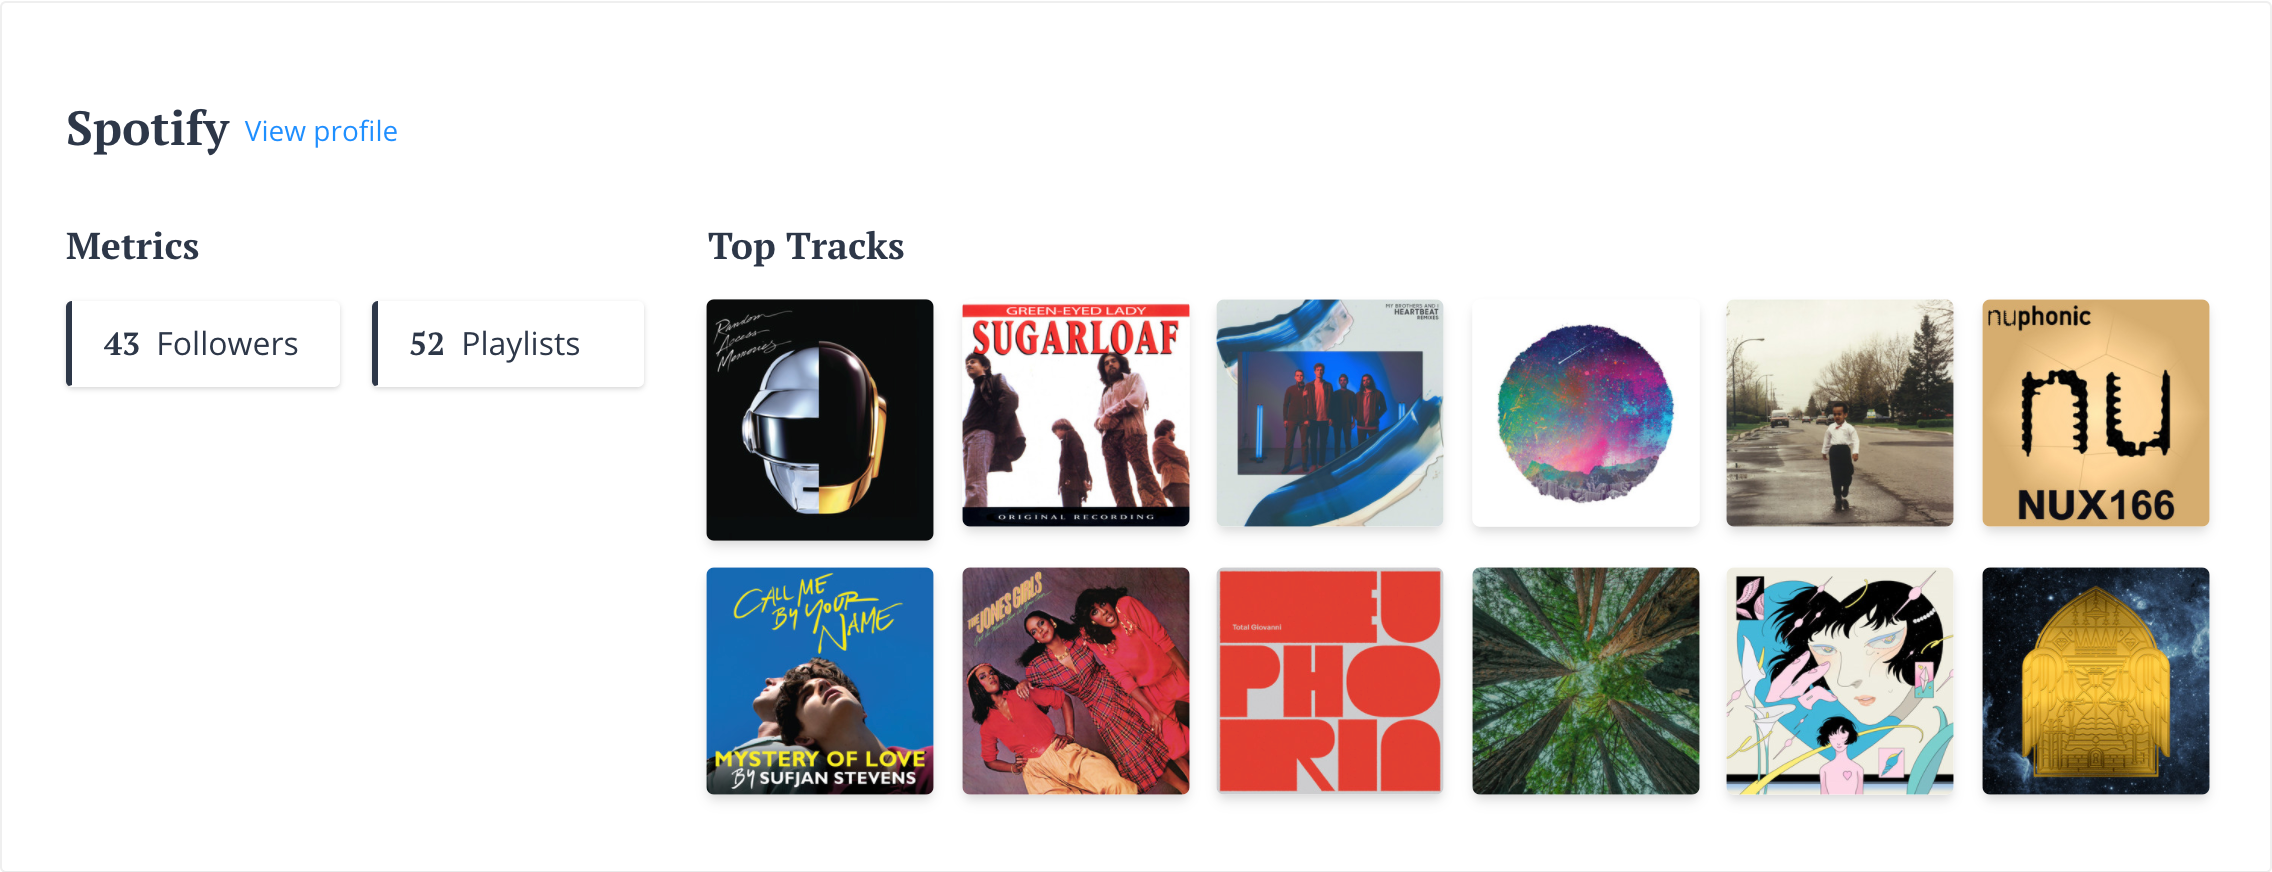 Spotify View profile
Metrics
43 Followers
52 Playlists
Top Tracks
Random
Access
Memories
GREEN-EYED LADY
SUGARLOAF
ORIGINAL RECORDING
MY BROTHERS AND I
HEARTBEAT
REMIXES
nuphonic
nu
NUX166
CALL ME
BY YOUR
NAME
MYSTERY OF LOVE
BY SUFJAN STEVENS
THE JONES GIRLS
Total Giovanni
EU
PHO
RIA